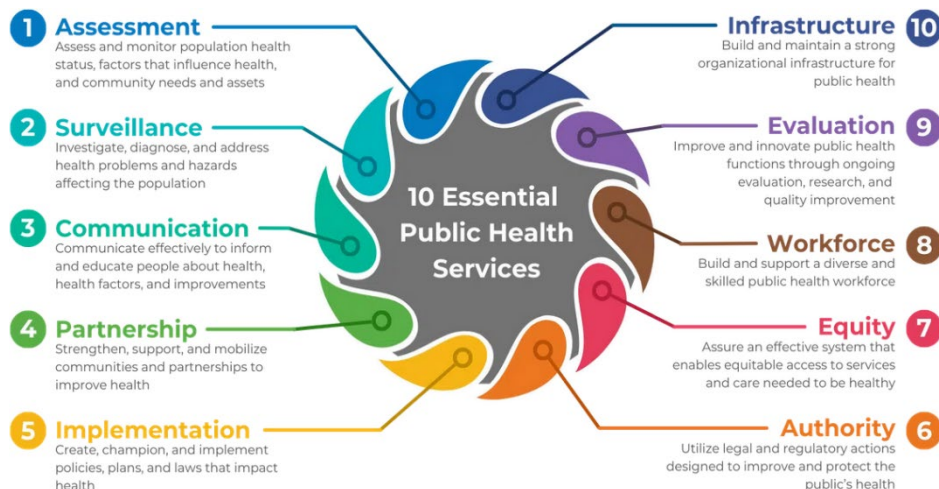 1 Assessment
Assess and monitor population health
status, factors that influence health,
and community needs and assets
2 Surveillance
Investigate, diagnose, and address
health problems and hazards
affecting the population
3 Communication
Communicate effectively to inform
and educate people about health,
health factors, and improvements
4 Partnership
Strengthen, support, and mobilize
communities and partnerships to
improve health
5 Implementation
Create, champion, and implement
policies, plans, and laws that impact
health
10 Essential
Public Health
Services
Infrastructure 10
Build and maintain a strong
organizational infrastructure for
public health
Evaluation 9
Improve and innovate public health
functions through ongoing
evaluation, research, and
quality improvement
Workforce 8
Build and support a diverse and
skilled public health workforce
Equity 7
Assure an effective system that
enables equitable access to services
and care needed to be healthy
Authority 6
Utilize legal and regulatory actions
designed to improve and protect the
public's health